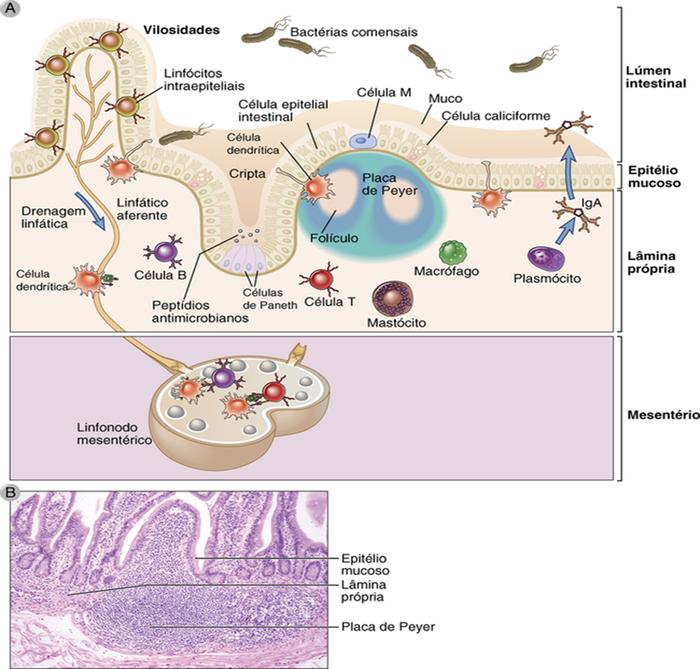 A
Vilosidades
Bactérias comensais
Linfócitos
intraepiteliais
Célula epitelial
intestinal
Célula M
Muco
Célula caliciforme
Lúmen
intestinal
Célula
dendrítica
Cripta
Placa
de Peyer
Epitélio
mucoso
Linfático
aferente
Drenagem
linfática
Folículo
IgA
Célula B
Célula
dendrítica
Macrófago
Plasmócito
Lâmina
própria
Peptídios
antimicrobianos
Células
de Paneth
Célula T
Mastócito
Linfonodo
mesentérico
Mesentério
B
Epitélio
mucoso
Lâmina
própria
Placa de Peyer